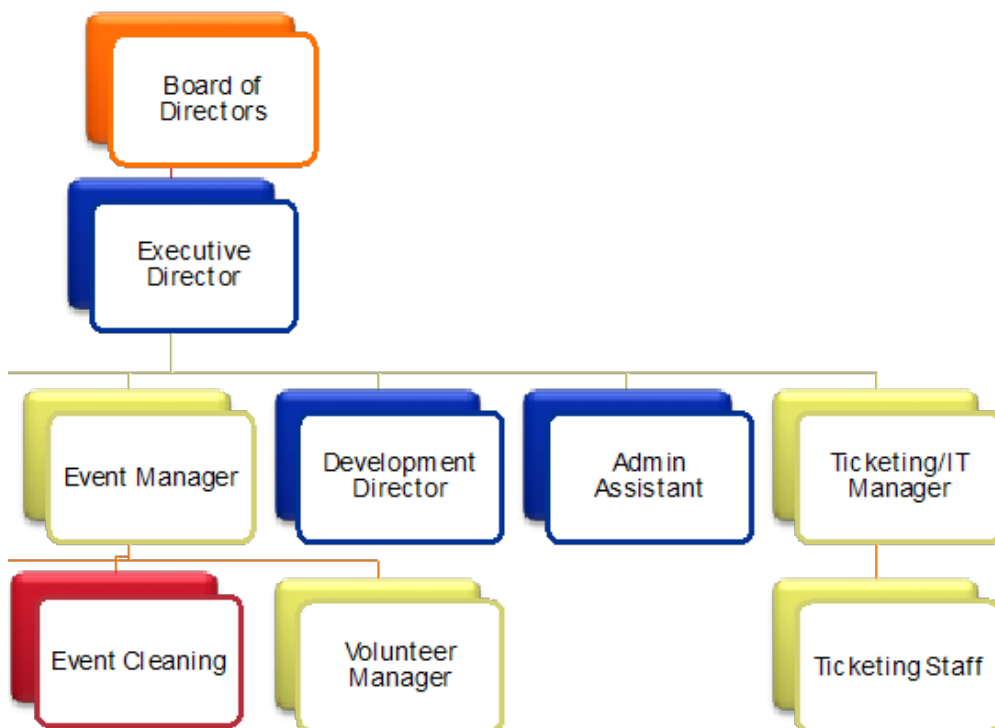 Board of
Directors
Executive
Director
Event Manager
Development
Director
Admin
Assistant
Ticketing/IT
Manager
Event Cleaning
Volunteer
Manager
Ticketing Staff